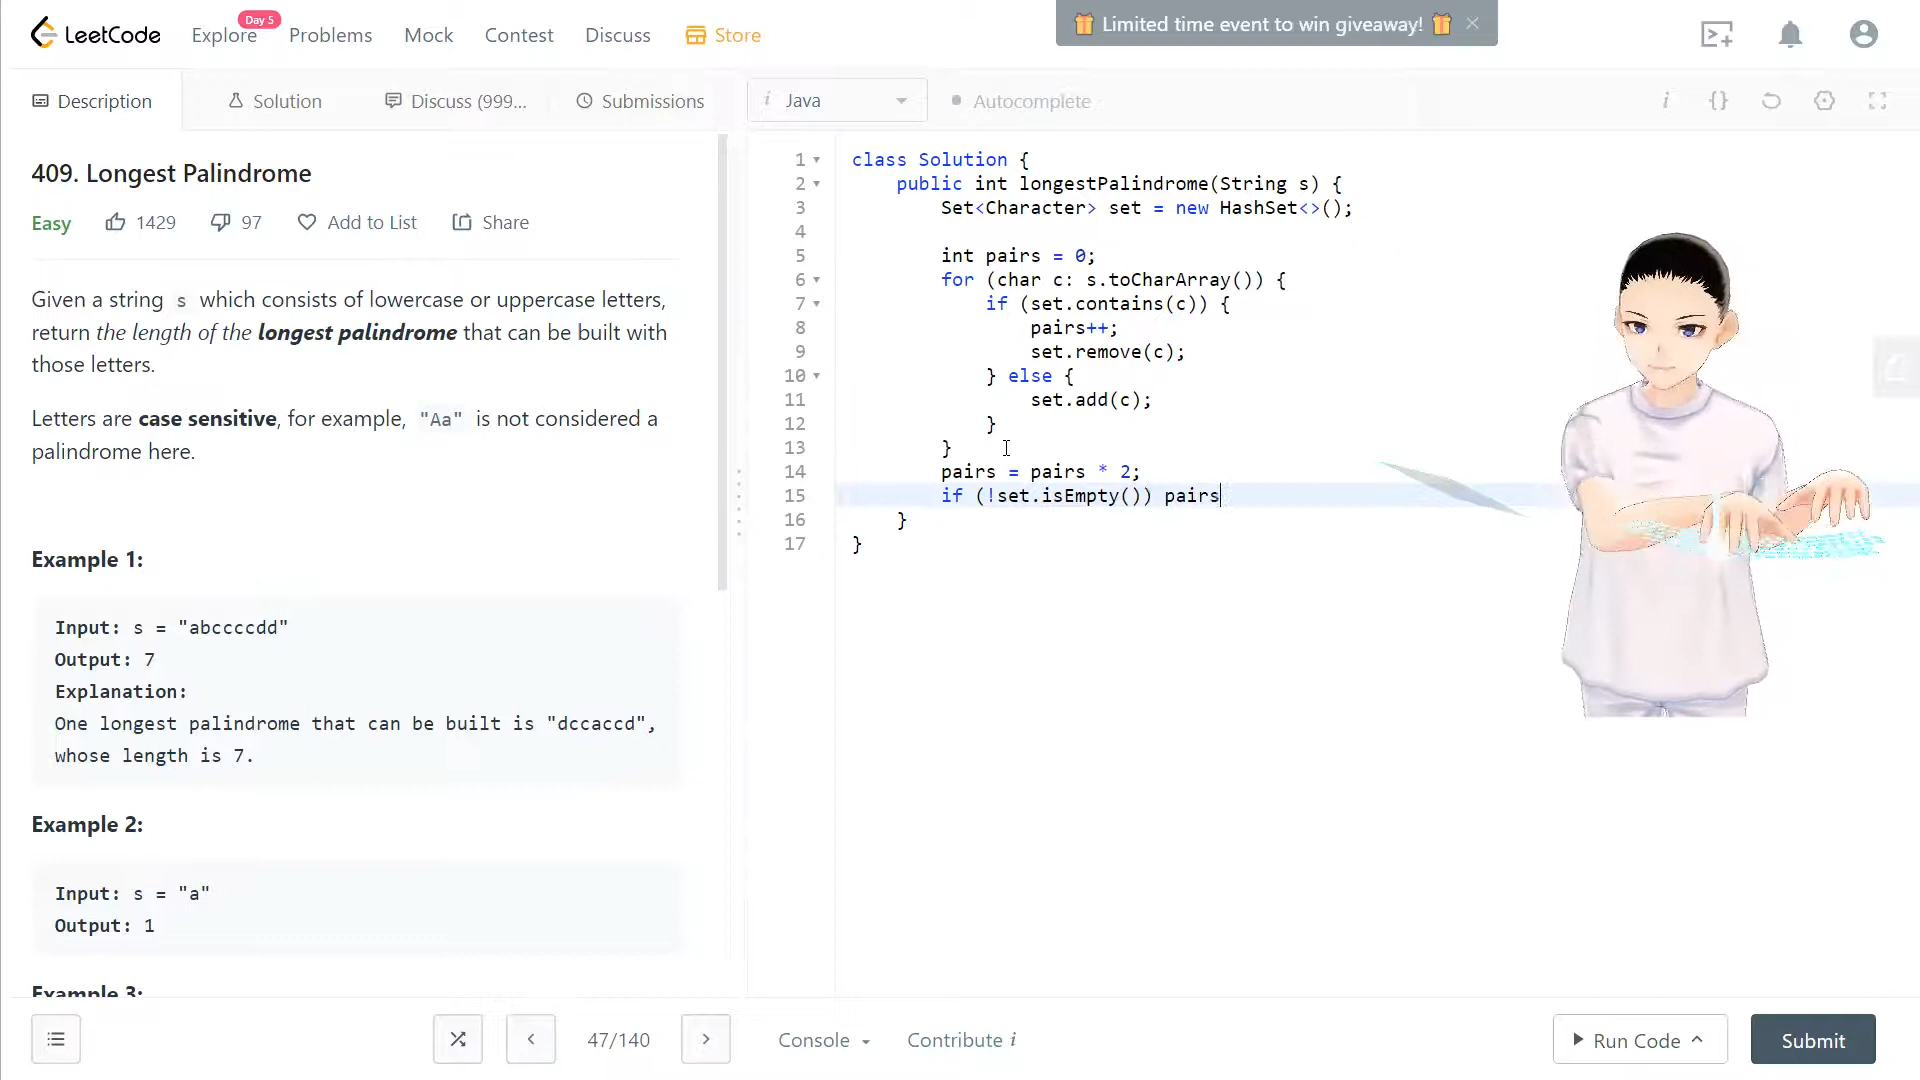 LeetCode
Explore
Day 5
Problems
Mock
Contest
Discuss
Store
Limited time event to win giveaway!
Description
Solution
Discuss (999...
Submissions
i Java
Autocomplete
i {}
409. Longest Palindrome
Easy 1429 97 Add to List Share
Given a string s which consists of lowercase or uppercase letters,
return the length of the longest palindrome that can be built with
those letters.
Letters are case sensitive, for example, "Aa" is not considered a
palindrome here.
Example 1:
Input: s = "abccccdd"
Output: 7
Explanation:
One longest palindrome that can be built is "dccaccd",
whose length is 7.
Example 2:
Input: s = "a"
Output: 1
Example 3:
1 class Solution {
2 public int longestPalindrome(String s) {
3 Set<Character> set = new HashSet<>();
4
5 int pairs = 0;
6 for (char c: s.toCharArray()) {
7 if (set.contains(c)) {
8 pairs++;
9 set.remove(c);
10 } else {
11 set.add(c);
12 }
13 }
14 pairs = pairs * 2;
15 if (!set.isEmpty()) pairs
16 }
17 }
47/140
Console
Contribute i
Run Code
Submit